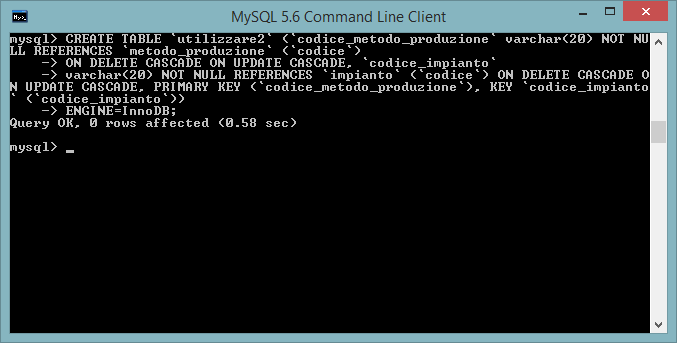 MySQL 5.6 Command Line Client
mysql> CREATE TABLE `utilizzare2` (`codice_metodo_produzione` varchar(20) NOT NU
LL REFERENCES `metodo_produzione` (`codice`)
    -> ON DELETE CASCADE ON UPDATE CASCADE, `codice_impianto`
    -> varchar(20) NOT NULL REFERENCES `impianto` (`codice`) ON DELETE CASCADE O
N UPDATE CASCADE, PRIMARY KEY (`codice_metodo_produzione`), KEY `codice_impianto
` (`codice_impianto`))
    -> ENGINE=InnoDB;
Query OK, 0 rows affected (0.58 sec)
mysql> _